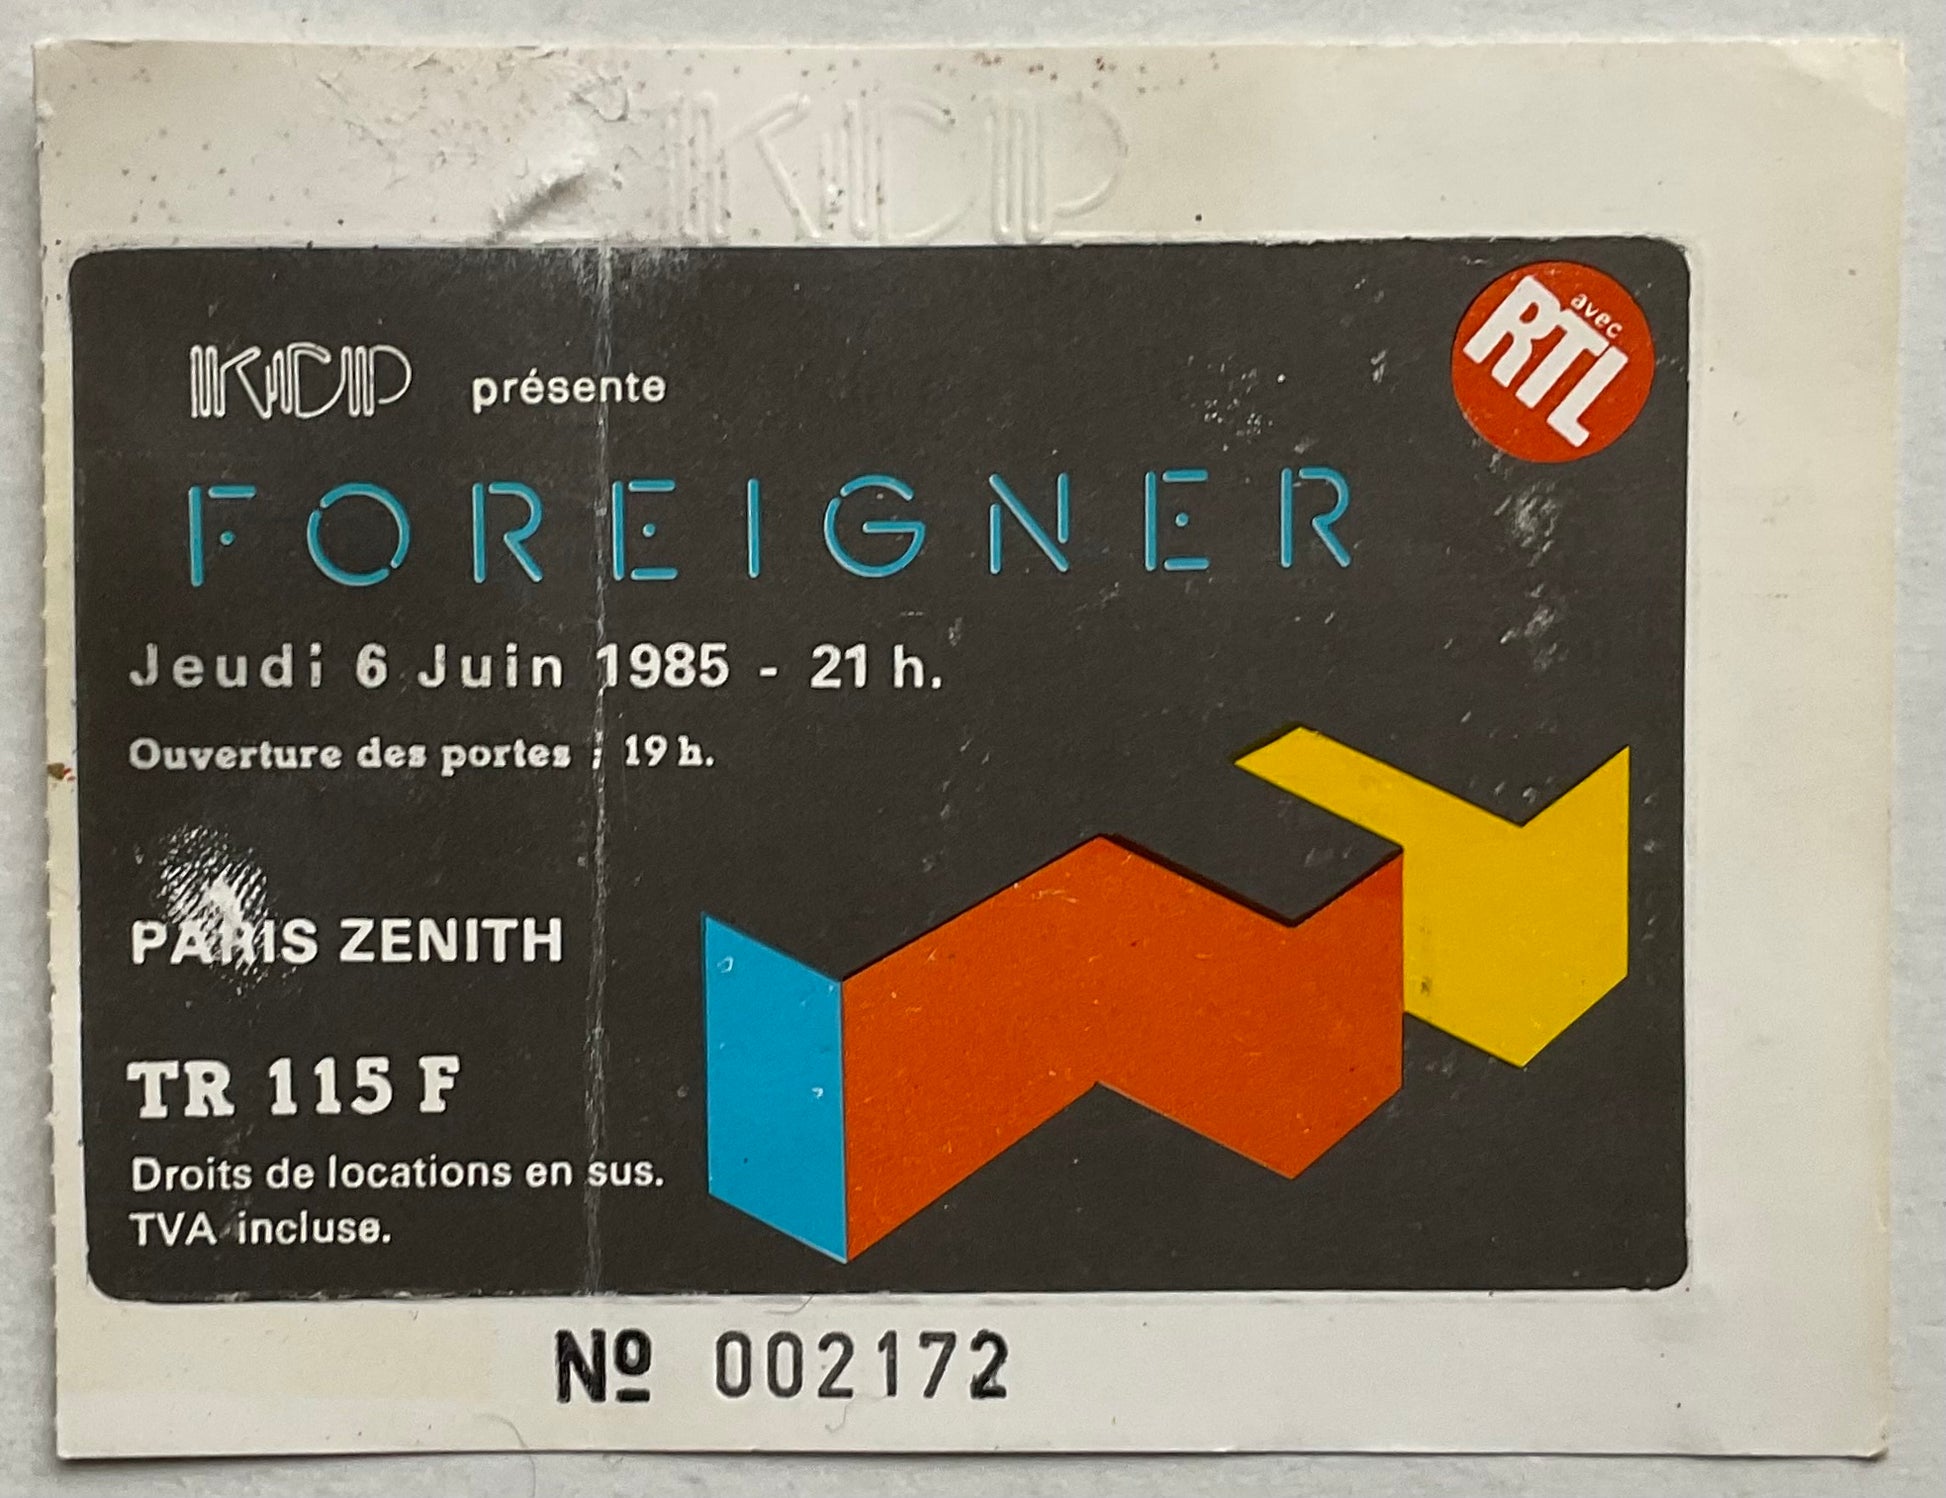 KCP
avec
RTL
KCP présente
FOREIGNER
Jeudi 6 Juin 1985 - 21 h.
Ouverture des portes : 19 h.
PARIS ZENITH
TR 115 F
Droits de locations en sus.
TVA incluse.
Nº 002172